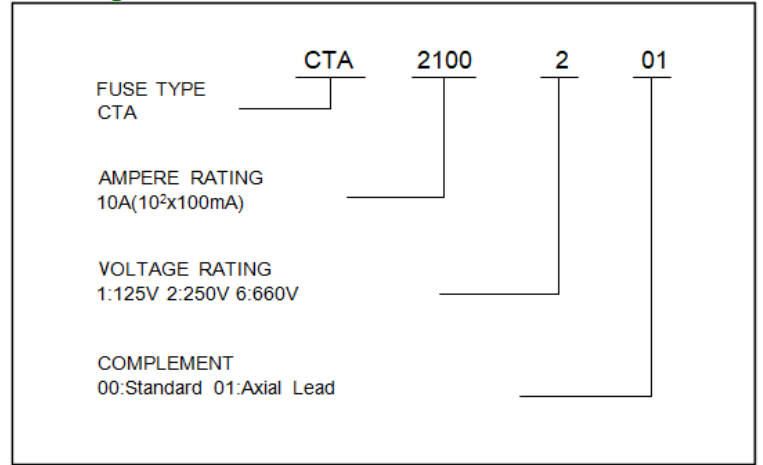 CTA 2100 2 01
FUSE TYPE
CTA
AMPERE RATING
10A(10²x100mA)
VOLTAGE RATING
1:125V 2:250V 6:660V
COMPLEMENT
00:Standard 01:Axial Lead